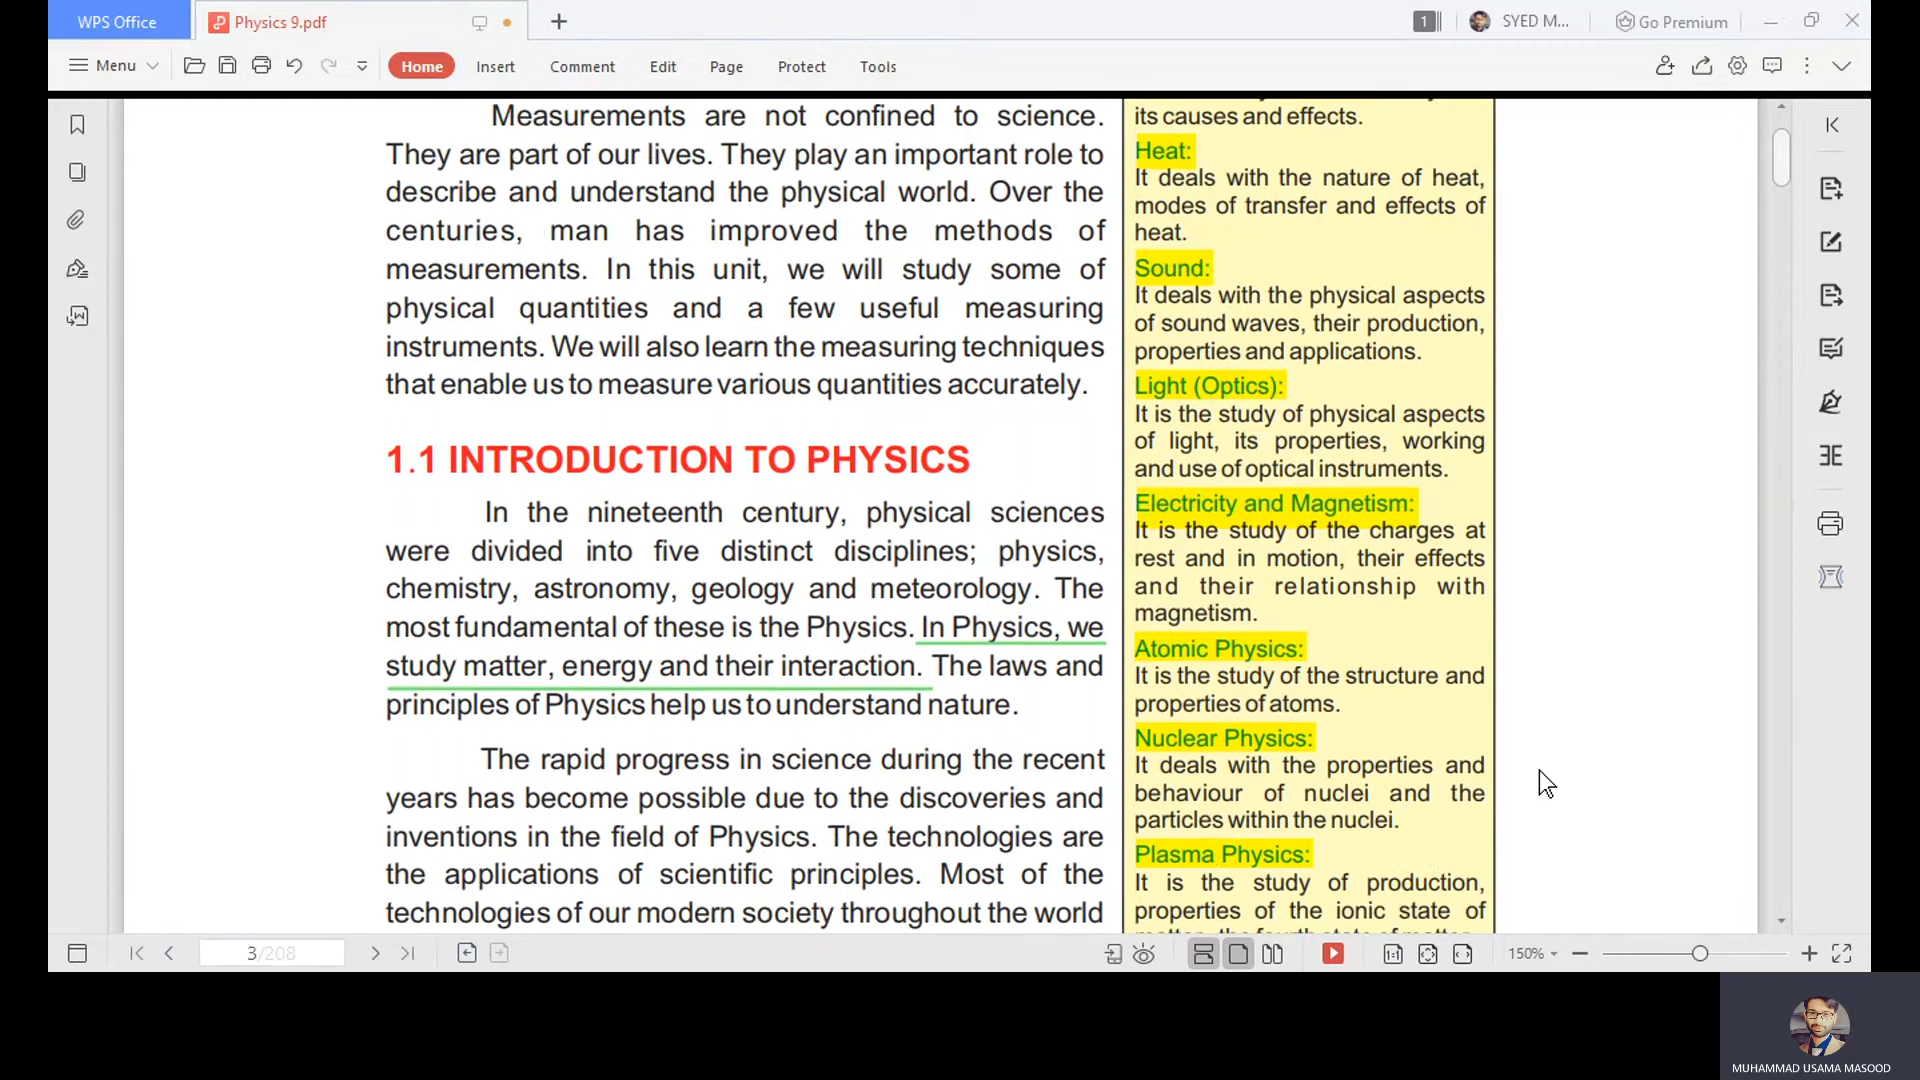 WPS Office
Physics 9.pdf
1
SYED M...
Go Premium
Menu
Home
Insert
Comment
Edit
Page
Protect
Tools
Measurements are not confined to science.
They are part of our lives. They play an important role to
describe and understand the physical world. Over the
centuries, man has improved the methods of
measurements. In this unit, we will study some of
physical quantities and a few useful measuring
instruments. We will also learn the measuring techniques
that enable us to measure various quantities accurately.
1.1 INTRODUCTION TO PHYSICS
In the nineteenth century, physical sciences
were divided into five distinct disciplines; physics,
chemistry, astronomy, geology and meteorology. The
most fundamental of these is the Physics. In Physics, we
study matter, energy and their interaction. The laws and
principles of Physics help us to understand nature.
The rapid progress in science during the recent
years has become possible due to the discoveries and
inventions in the field of Physics. The technologies are
the applications of scientific principles. Most of the
technologies of our modern society throughout the world
its causes and effects.
Heat:
It deals with the nature of heat,
modes of transfer and effects of
heat.
Sound:
It deals with the physical aspects
of sound waves, their production,
properties and applications.
Light (Optics):
It is the study of physical aspects
of light, its properties, working
and use of optical instruments.
Electricity and Magnetism:
It is the study of the charges at
rest and in motion, their effects
and their relationship with
magnetism.
Atomic Physics:
It is the study of the structure and
properties of atoms.
Nuclear Physics:
It deals with the properties and
behaviour of nuclei and the
particles within the nuclei.
Plasma Physics:
It is the study of production,
properties of the ionic state of
3/208
150%
MUHAMMAD USAMA MASOOD